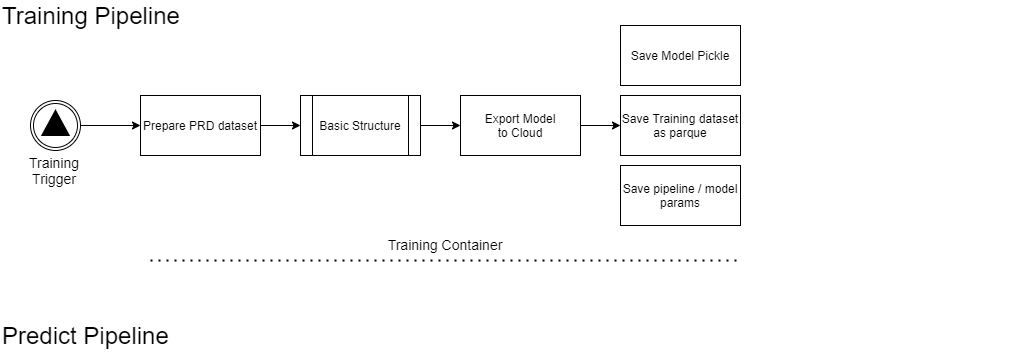 Training Pipeline
Save Model Pickle
Prepare PRD dataset
Basic Structure
Export Model
to Cloud
Save Training dataset
as parque
Training
Trigger
Save pipeline / model
params
Training Container
Predict Pipeline